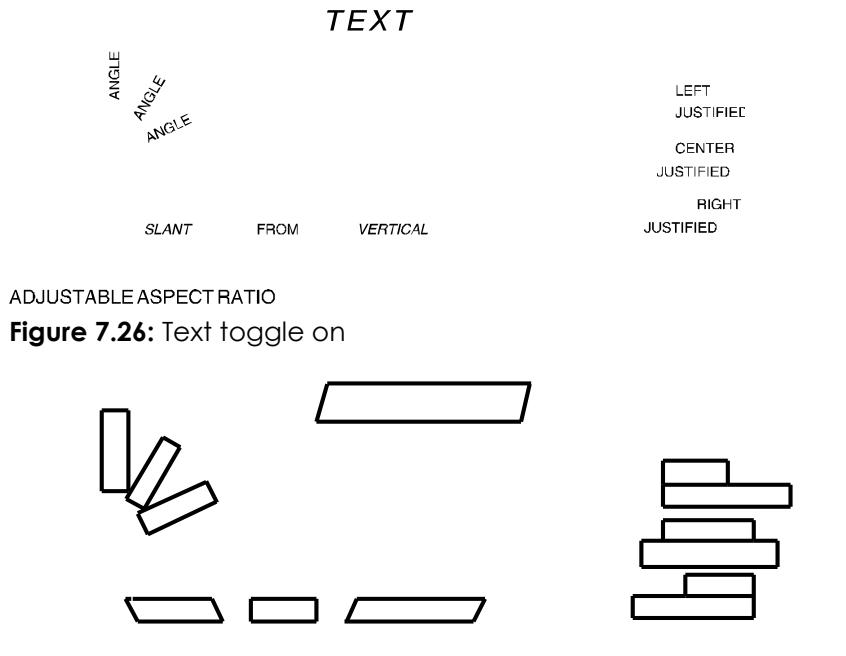 TEXT
ANGLE
ANGLE
ANGLE
LEFT
JUSTIFIED
CENTER
JUSTIFIED
RIGHT
JUSTIFIED
SLANT FROM VERTICAL
ADJUSTABLE ASPECT RATIO
Figure 7.26: Text toggle on